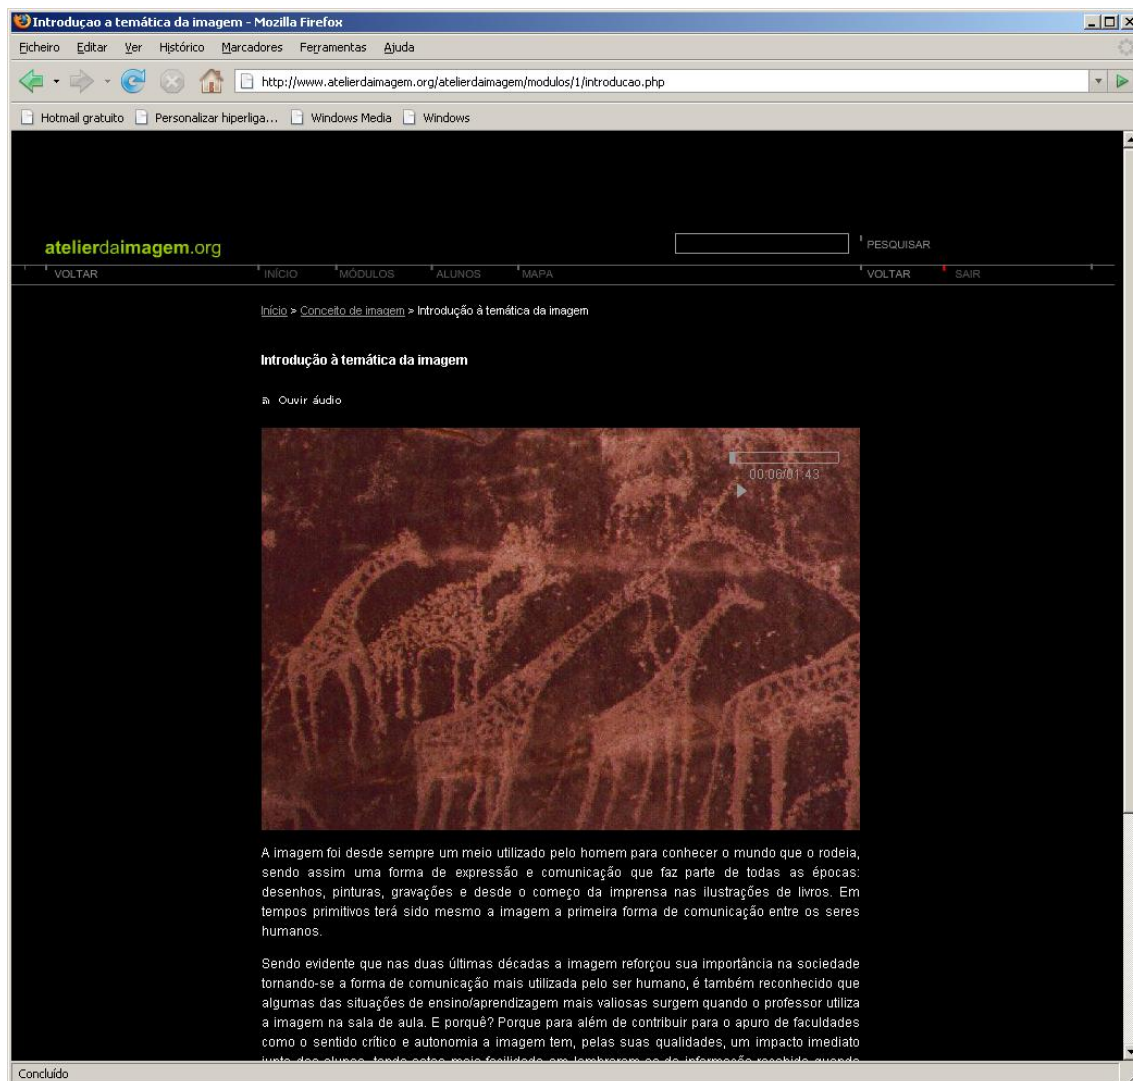 Introduçao a temática da imagem - Mozilla Firefox
Ficheiro Editar Ver Histórico Marcadores Ferramentas Ajuda
http://www.atelierdaimagem.org/atelierdaimagem/modulos/1/introducao.php
Hotmail gratuito Personalizar hiperliga... Windows Media Windows
atelierdaimagem.org PESQUISAR
VOLTAR INÍCIO MÓDULOS ALUNOS MAPA VOLTAR SAIR
Início > Conceito de imagem > Introdução à temática da imagem
Introdução à temática da imagem
Ouvir áudio
00:06/01:43
A imagem foi desde sempre um meio utilizado pelo homem para conhecer o mundo que o rodeia,
sendo assim uma forma de expressão e comunicação que faz parte de todas as épocas:
desenhos, pinturas, gravações e desde o começo da imprensa nas ilustrações de livros. Em
tempos primitivos terá sido mesmo a imagem a primeira forma de comunicação entre os seres
humanos.
Sendo evidente que nas duas últimas décadas a imagem reforçou sua importância na sociedade
tornando-se a forma de comunicação mais utilizada pelo ser humano, é também reconhecido que
algumas das situações de ensino/aprendizagem mais valiosas surgem quando o professor utiliza
a imagem na sala de aula. E porquê? Porque para além de contribuir para o apuro de faculdades
como o sentido crítico e autonomia a imagem tem, pelas suas qualidades, um impacto imediato
Concluído